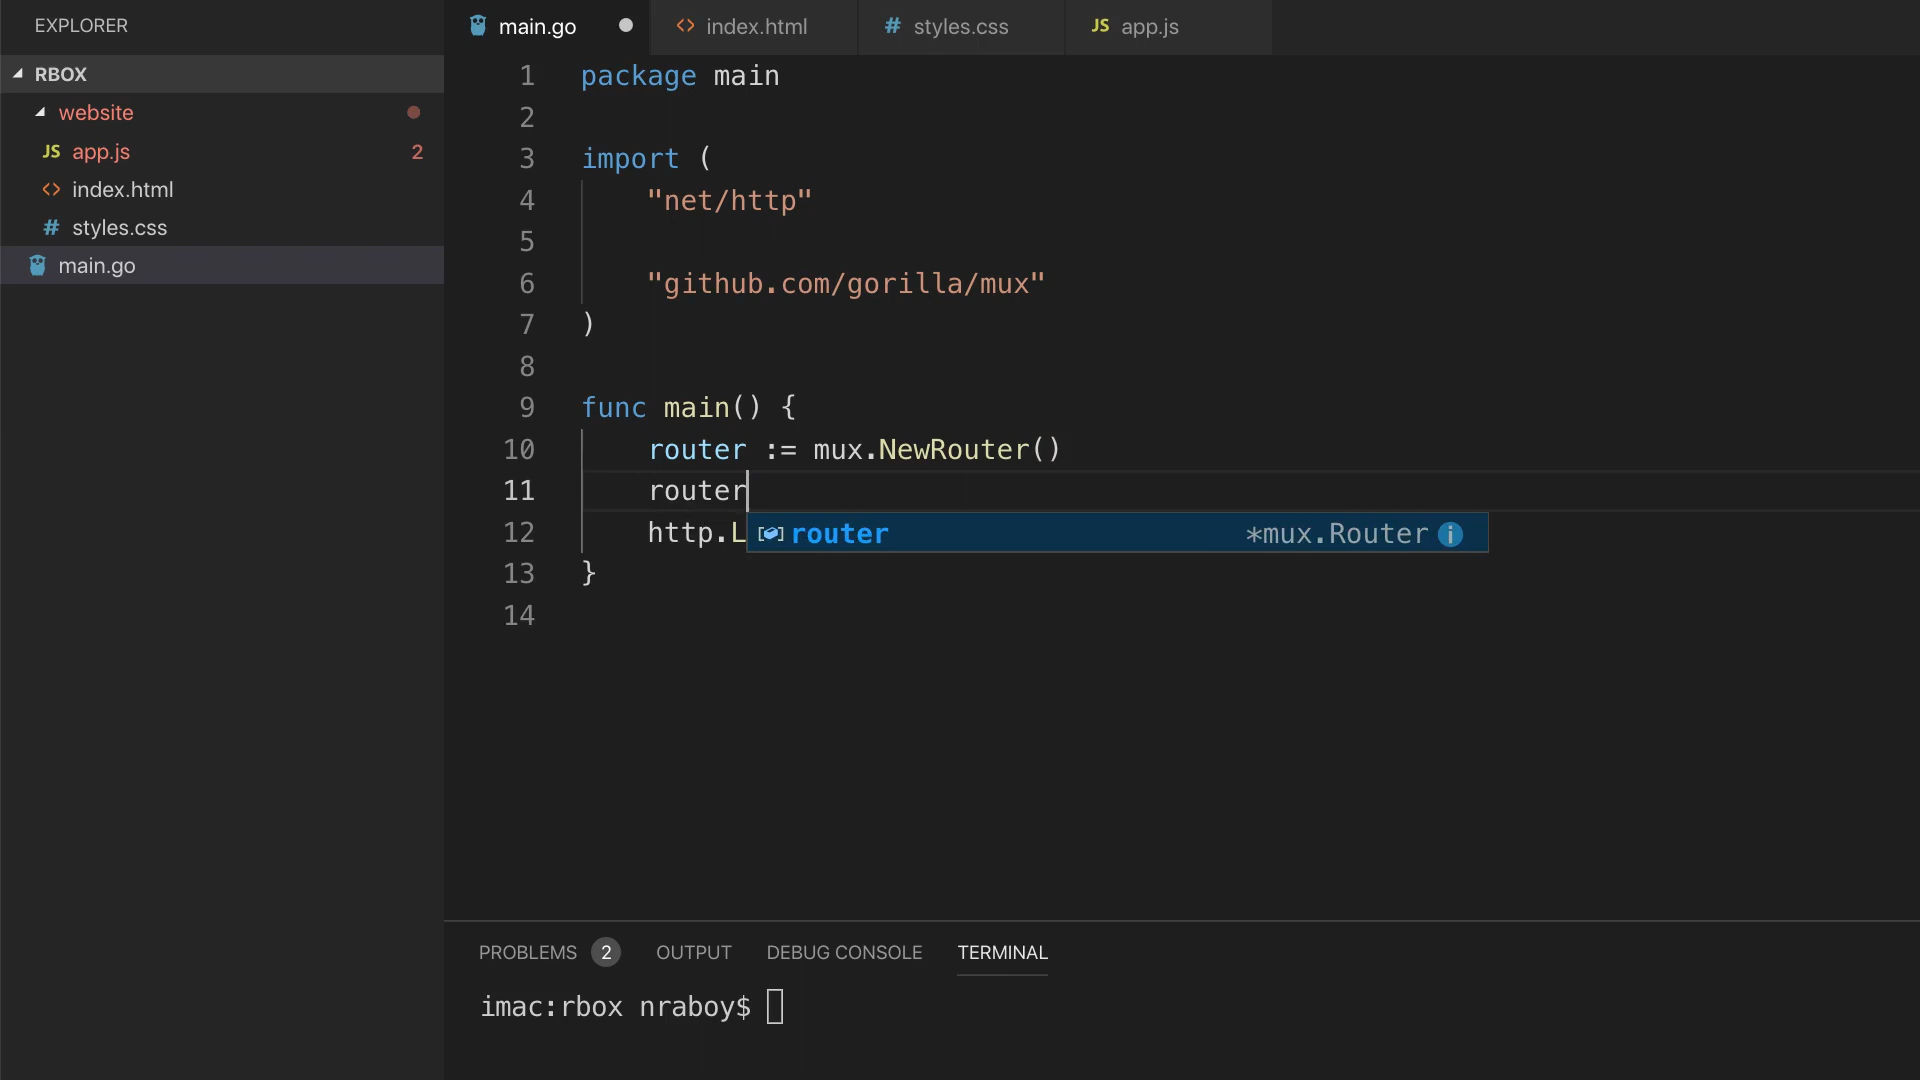 EXPLORER
RBOX
website
JS app.js 2
<> index.html
# styles.css
main.go
main.go
<> index.html
# styles.css
JS app.js
1 package main
2
3 import (
4 "net/http"
5
6 "github.com/gorilla/mux"
7 )
8
9 func main() {
10 router := mux.NewRouter()
11 router
12 http.L
router *mux.Router i
13 }
14
PROBLEMS 2 OUTPUT DEBUG CONSOLE TERMINAL
imac:rbox nraboy$